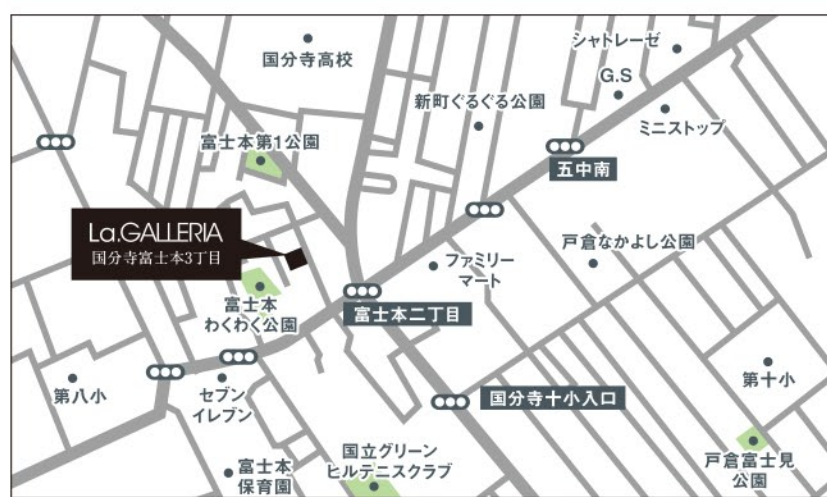 シャトレーゼ
国分寺高校
G.S
新町ぐるぐる公園
ミニストップ
富士本第1公園
五中南
La.GALLERIA
国分寺富士本3丁目
戸倉なかよし公園
ファミリー
マート
富士本
わくわく公園
富士本二丁目
第八小
セブン
イレブン
国分寺十小入口
第十小
富士本
保育園
国立グリーン
ヒルテニスクラブ
戸倉富士見
公園